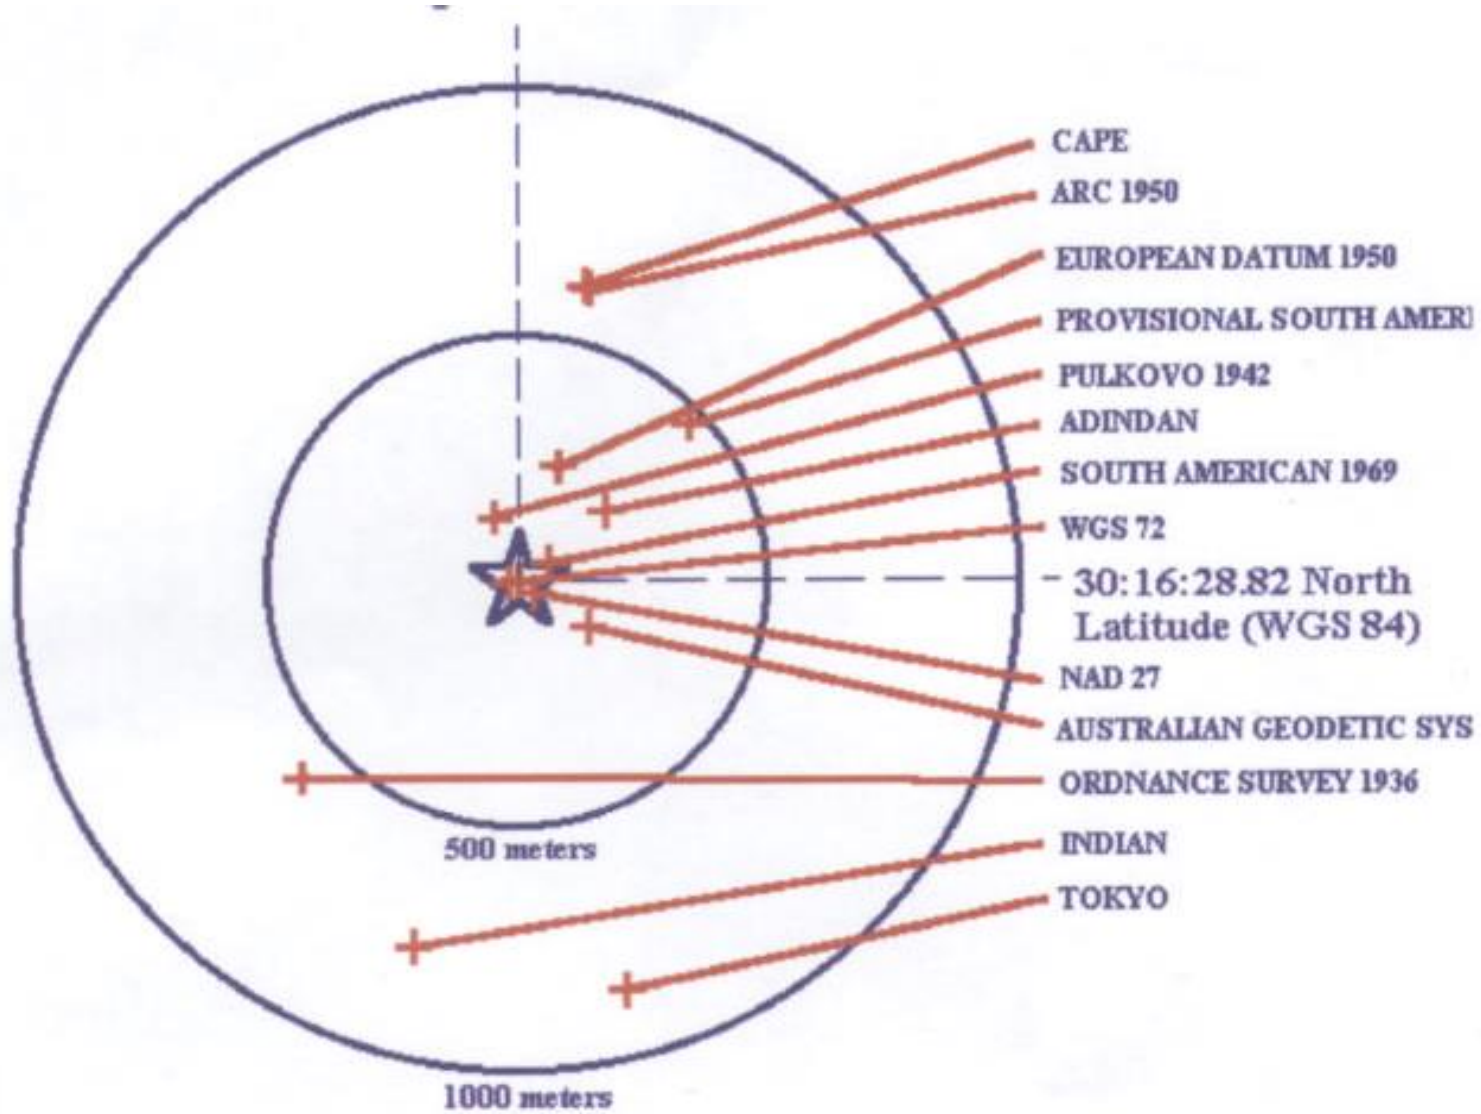 CAPE
ARC 1950
EUROPEAN DATUM 1950
PROVISIONAL SOUTH AMERI
PULKOVO 1942
ADINDAN
SOUTH AMERICAN 1969
WGS 72
30:16:28.82 North
Latitude (WGS 84)
NAD 27
AUSTRALIAN GEODETIC SYS
ORDNANCE SURVEY 1936
500 meters
INDIAN
TOKYO
1000 meters